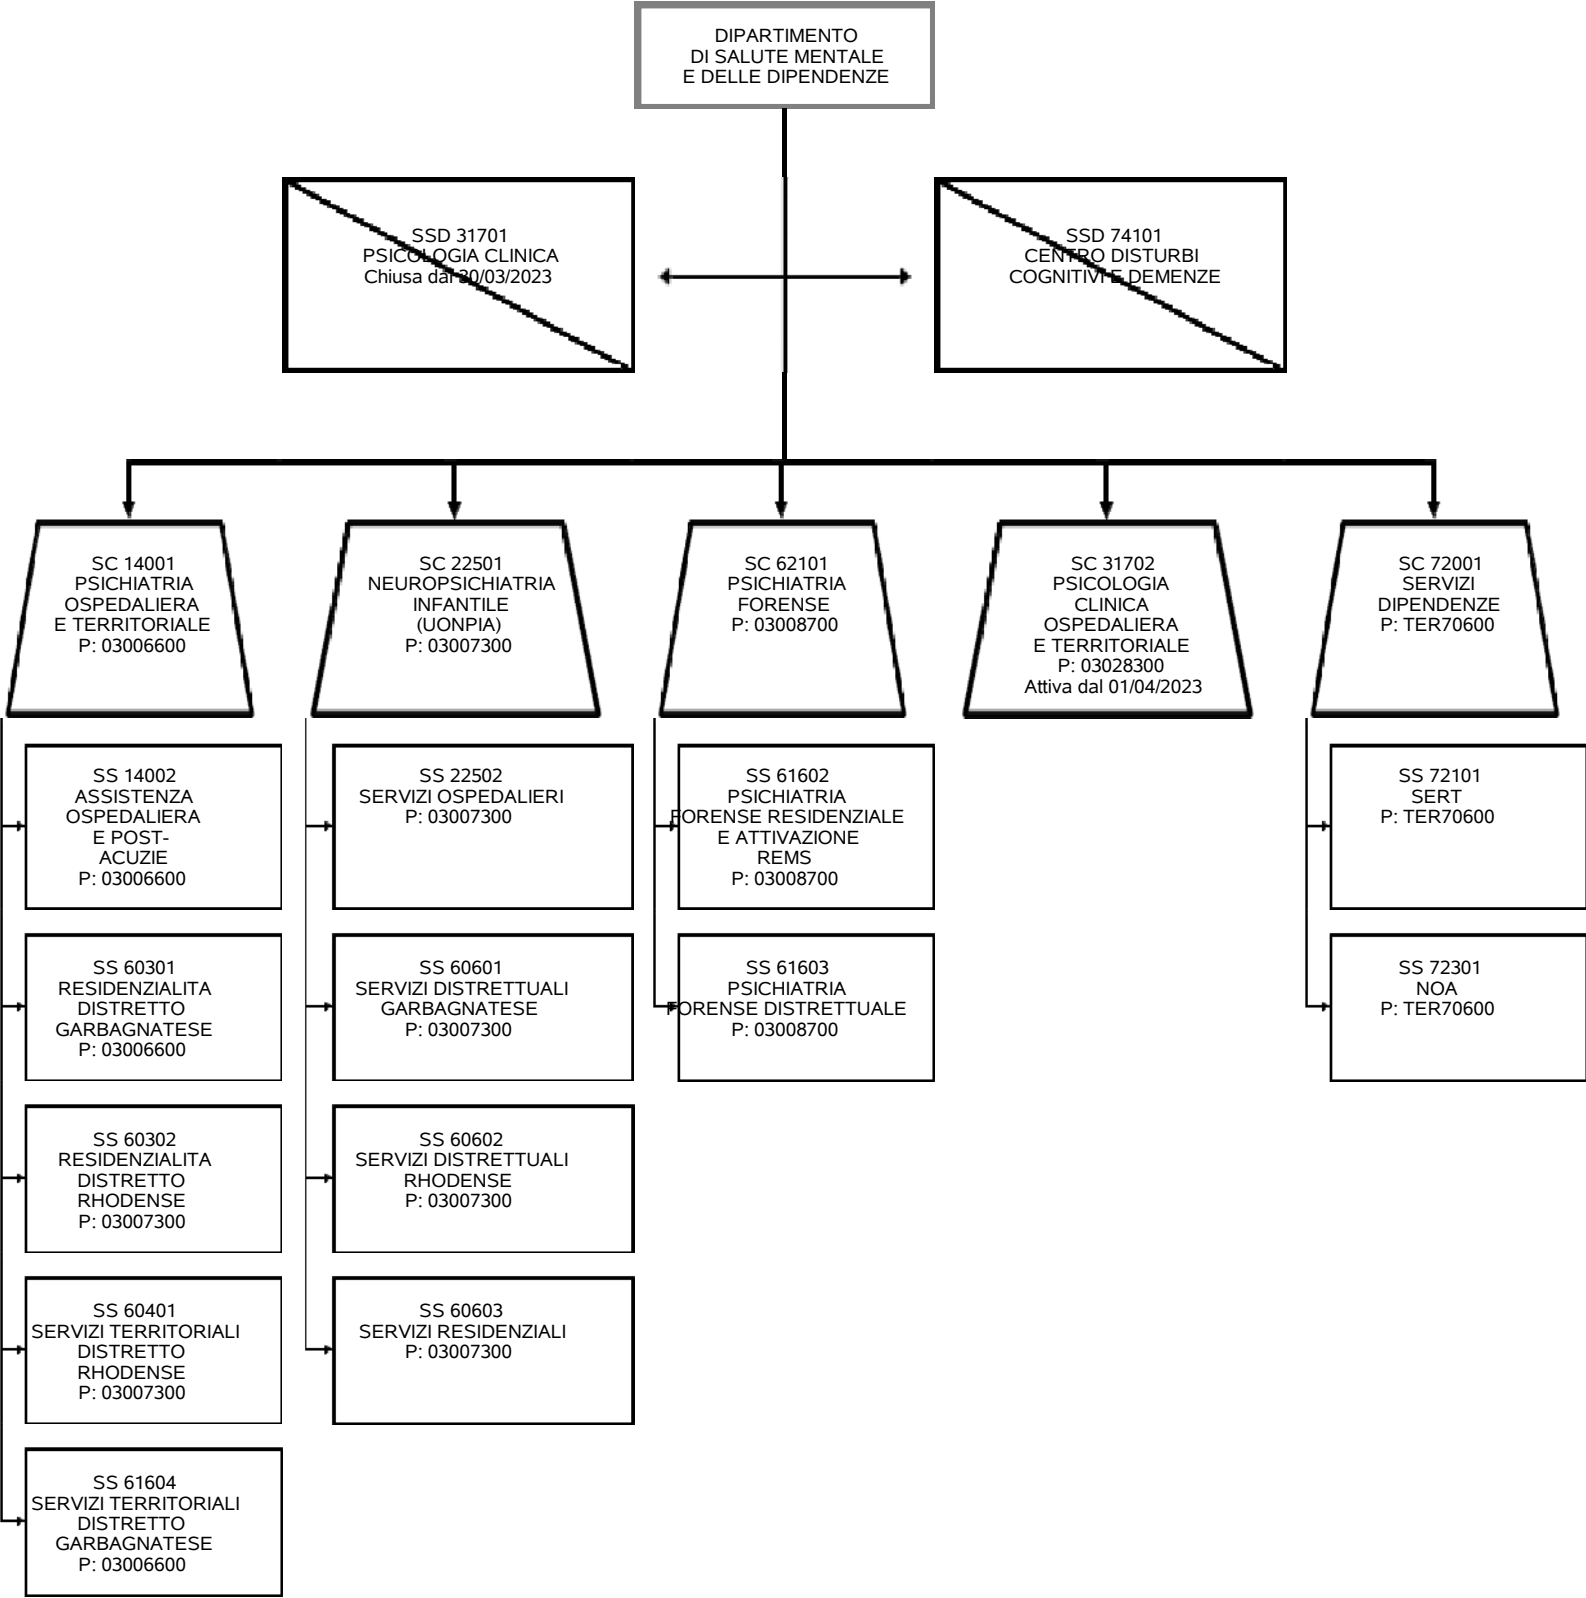 DIPARTIMENTO
DI SALUTE MENTALE
E DELLE DIPENDENZE
SSD 31701
PSICOLOGIA CLINICA
Chiusa dal 30/03/2023
SSD 74101
CENTRO DISTURBI
COGNITIVI E DEMENZE
SC 14001
PSICHIATRIA
OSPEDALIERA
E TERRITORIALE
P: 03006600
SC 22501
NEUROPSICHIATRIA
INFANTILE
(UONPIA)
P: 03007300
SC 62101
PSICHIATRIA
FORENSE
P: 03008700
SC 31702
PSICOLOGIA
CLINICA
OSPEDALIERA
E TERRITORIALE
P: 03028300
Attiva dal 01/04/2023
SC 72001
SERVIZI
DIPENDENZE
P: TER70600
SS 14002
ASSISTENZA
OSPEDALIERA
E POST-
ACUZIE
P: 03006600
SS 22502
SERVIZI OSPEDALIERI
P: 03007300
SS 61602
PSICHIATRIA
FORENSE RESIDENZIALE
E ATTIVAZIONE
REMS
P: 03008700
SS 72101
SERT
P: TER70600
SS 60301
RESIDENZIALITA
DISTRETTO
GARBAGNATESE
P: 03006600
SS 60601
SERVIZI DISTRETTUALI
GARBAGNATESE
P: 03007300
SS 61603
PSICHIATRIA
FORENSE DISTRETTUALE
P: 03008700
SS 72301
NOA
P: TER70600
SS 60302
RESIDENZIALITA
DISTRETTO
RHODENSE
P: 03007300
SS 60602
SERVIZI DISTRETTUALI
RHODENSE
P: 03007300
SS 60401
SERVIZI TERRITORIALI
DISTRETTO
RHODENSE
P: 03007300
SS 60603
SERVIZI RESIDENZIALI
P: 03007300
SS 61604
SERVIZI TERRITORIALI
DISTRETTO
GARBAGNATESE
P: 03006600